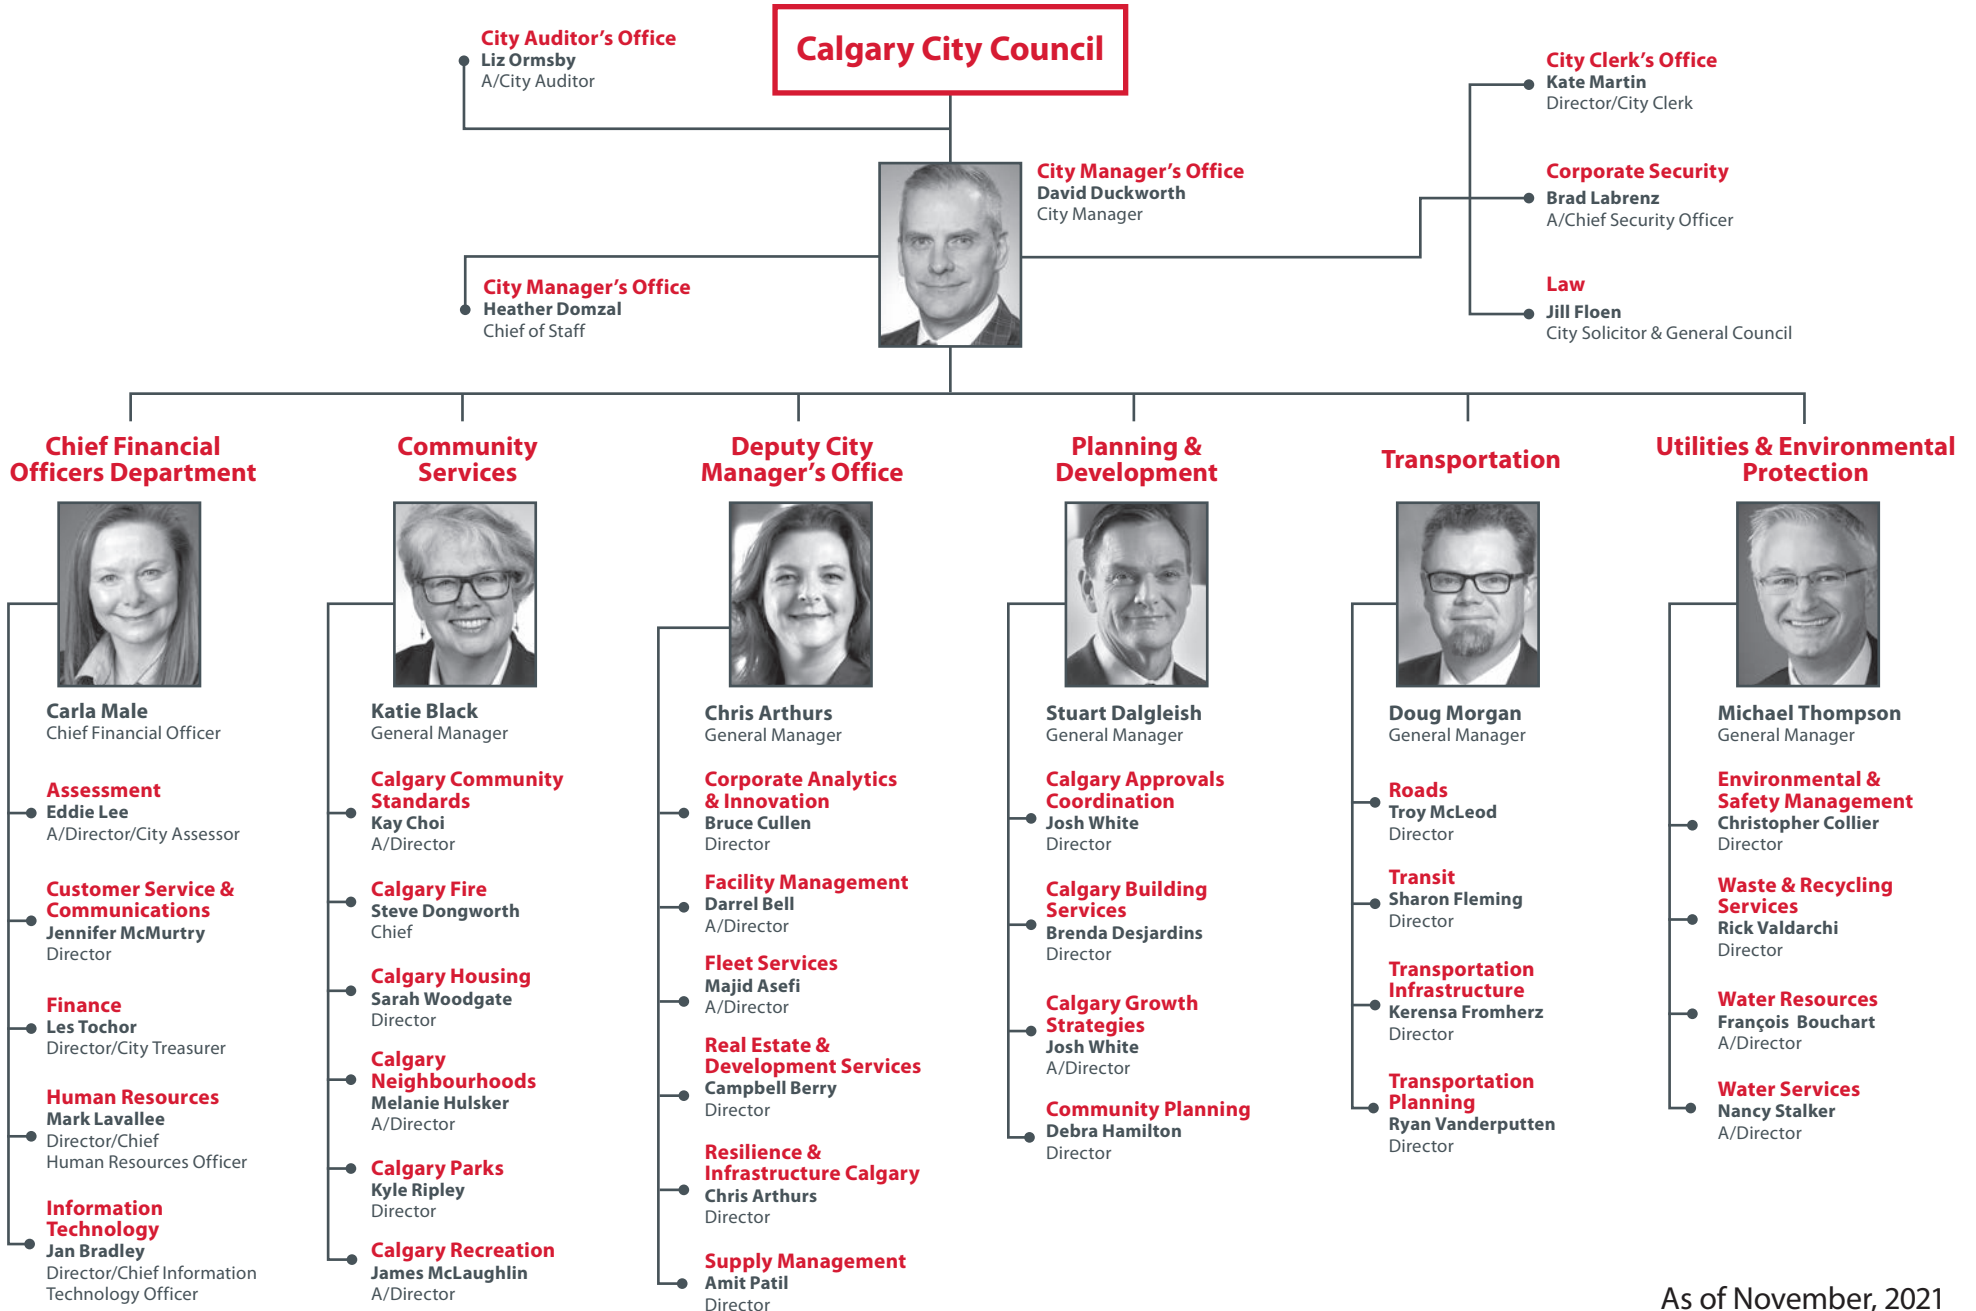 City Auditor’s Office
Liz Ormsby
A/City Auditor
Calgary City Council
City Clerk’s Office
Kate Martin
Director/City Clerk
City Manager’s Office
David Duckworth
City Manager
Corporate Security
Brad Labrenz
A/Chief Security Officer
City Manager’s Office
Heather Domzal
Chief of Staff
Law
Jill Floen
City Solicitor & General Council
Chief Financial
Officers Department
Carla Male
Chief Financial Officer
Assessment
Eddie Lee
A/Director/City Assessor
Customer Service &
Communications
Jennifer McMurtry
Director
Finance
Les Tochor
Director/City Treasurer
Human Resources
Mark Lavallee
Director/Chief
Human Resources Officer
Information
Technology
Jan Bradley
Director/Chief Information
Technology Officer
Community
Services
Katie Black
General Manager
Calgary Community
Standards
Kay Choi
A/Director
Calgary Fire
Steve Dongworth
Chief
Calgary Housing
Sarah Woodgate
Director
Calgary
Neighbourhoods
Melanie Hulsker
A/Director
Calgary Parks
Kyle Ripley
Director
Calgary Recreation
James McLaughlin
A/Director
Deputy City
Manager’s Office
Chris Arthurs
General Manager
Corporate Analytics
& Innovation
Bruce Cullen
Director
Facility Management
Darrel Bell
A/Director
Fleet Services
Majid Asefi
A/Director
Real Estate &
Development Services
Campbell Berry
Director
Resilience &
Infrastructure Calgary
Chris Arthurs
Director
Supply Management
Amit Patil
Director
Planning &
Development
Stuart Dalgleish
General Manager
Calgary Approvals
Coordination
Josh White
Director
Calgary Building
Services
Brenda Desjardins
Director
Calgary Growth
Strategies
Josh White
A/Director
Community Planning
Debra Hamilton
Director
Transportation
Doug Morgan
General Manager
Roads
Troy McLeod
Director
Transit
Sharon Fleming
Director
Transportation
Infrastructure
Kerensa Fromherz
Director
Transportation
Planning
Ryan Vanderputten
Director
Utilities & Environmental
Protection
Michael Thompson
General Manager
Environmental &
Safety Management
Christopher Collier
Director
Waste & Recycling
Services
Rick Valdarchi
Director
Water Resources
François Bouchart
A/Director
Water Services
Nancy Stalker
A/Director
As of November, 2021